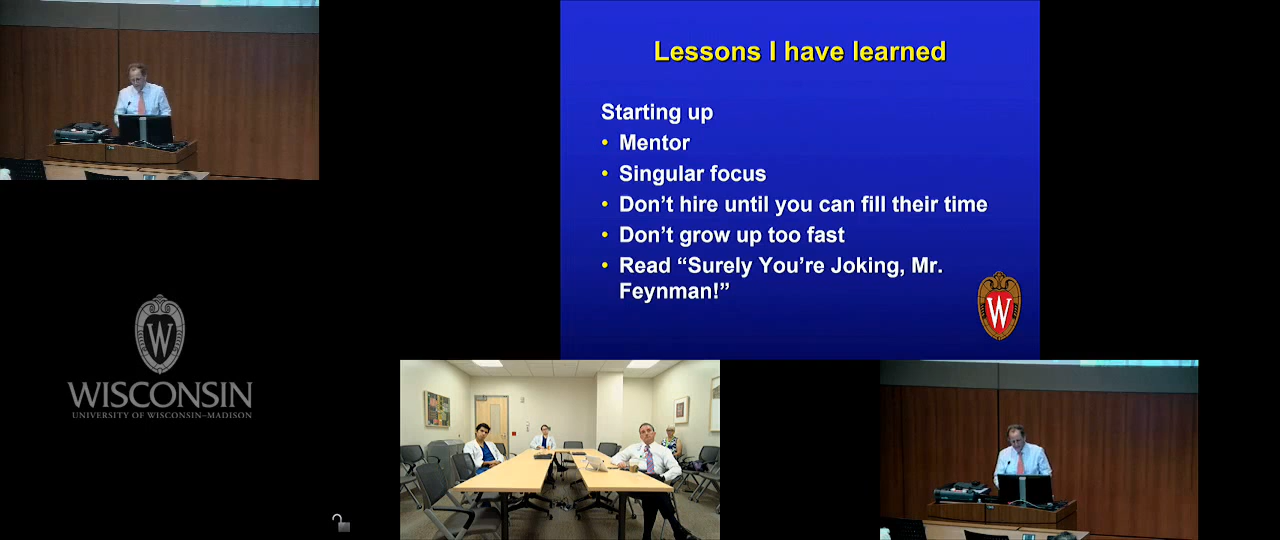 Lessons I have learned
Starting up
• Mentor
• Singular focus
• Don’t hire until you can fill their time
• Don’t grow up too fast
• Read “Surely You’re Joking, Mr.
Feynman!”
W
W
WISCONSIN
UNIVERSITY OF WISCONSIN–MADISON